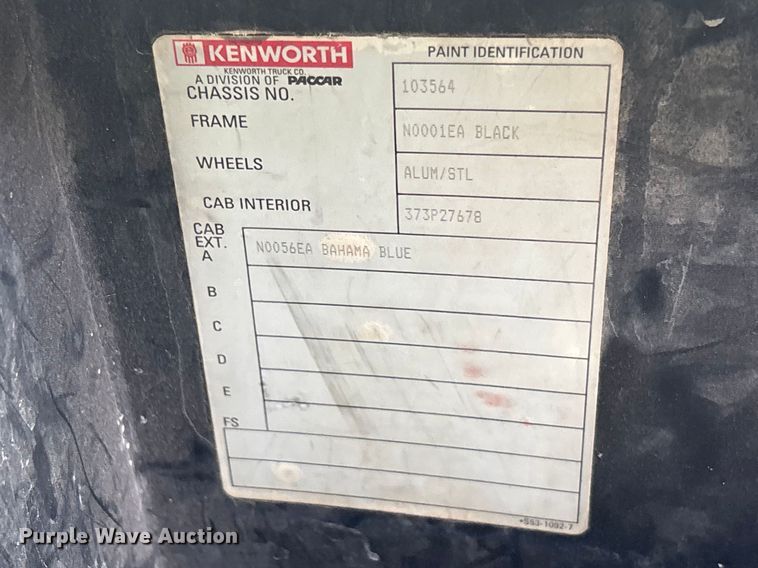 KENWORTH
KENWORTH TRUCK CO.
A DIVISION OF PACCAR
PAINT IDENTIFICATION
CHASSIS NO. 103564
FRAME N0001EA BLACK
WHEELS ALUM/STL
CAB INTERIOR 373P27678
CAB
EXT.
A N0056EA BAHAMA BLUE
B
C
D
E
FS
Purple Wave Auction